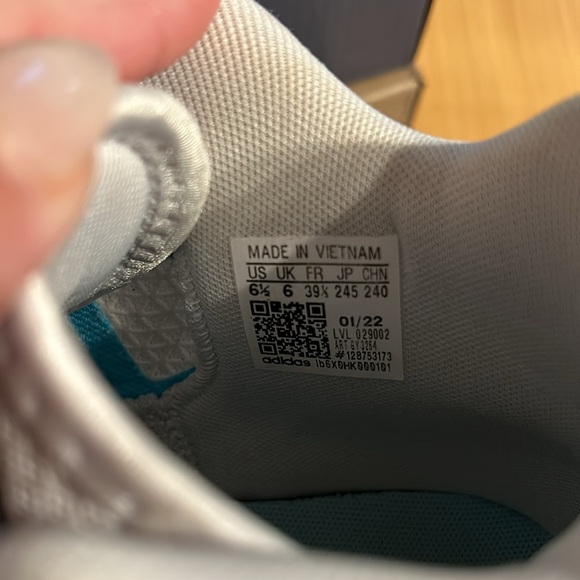 MADE IN VIETNAM
US UK FR JP CHN
6½ 6 39⅓ 245 240
01/22
LVL 029002
ART GY3264
#128753173
adidas lb6X0HK000101